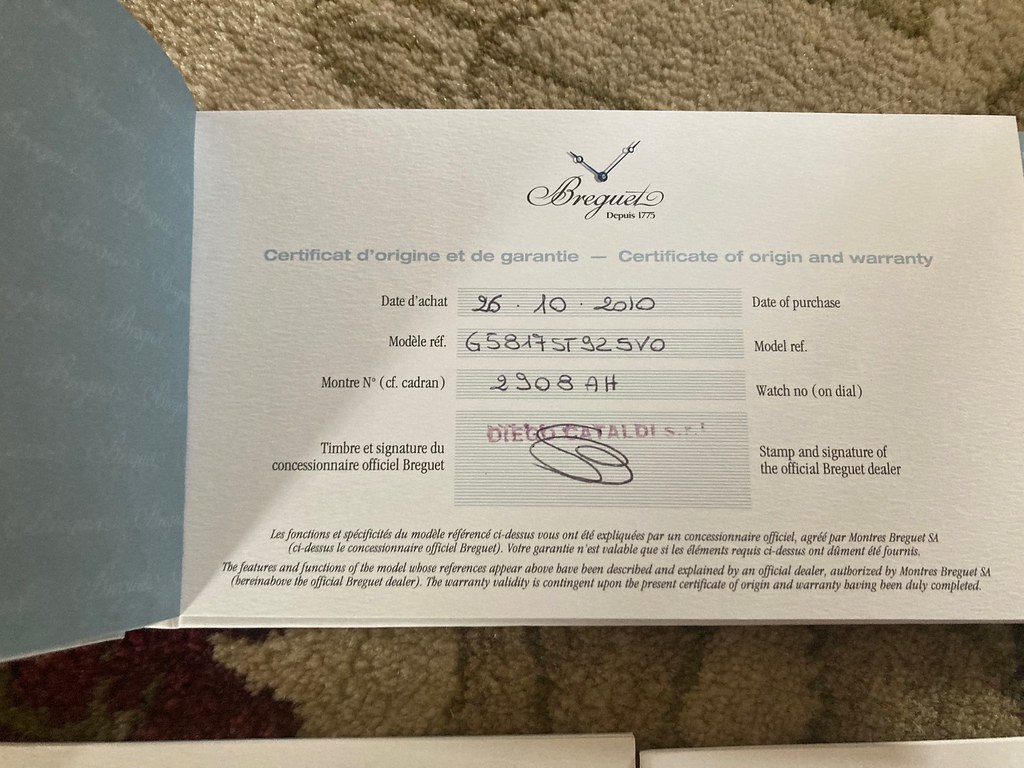 Breguet
Depuis 1775
Certificat d'origine et de garantie — Certificate of origin and warranty
Date d'achat 26 · 10 · 2010 Date of purchase
Modèle réf. G5817ST925V0 Model ref.
Montre N° (cf. cadran) 2908 AH Watch no (on dial)
DIEGO CATALDI s.r.l
Timbre et signature du Stamp and signature of
concessionnaire officiel Breguet the official Breguet dealer
Les fonctions et spécificités du modèle référencé ci-dessus vous ont été expliquées par un concessionnaire officiel, agréé par Montres Breguet SA
(ci-dessus le concessionnaire officiel Breguet). Votre garantie n'est valable que si les éléments requis ci-dessus ont dûment été fournis.
The features and functions of the model whose references appear above have been described and explained by an official dealer, authorized by Montres Breguet SA
(hereinabove the official Breguet dealer). The warranty validity is contingent upon the present certificate of origin and warranty having been duly completed.